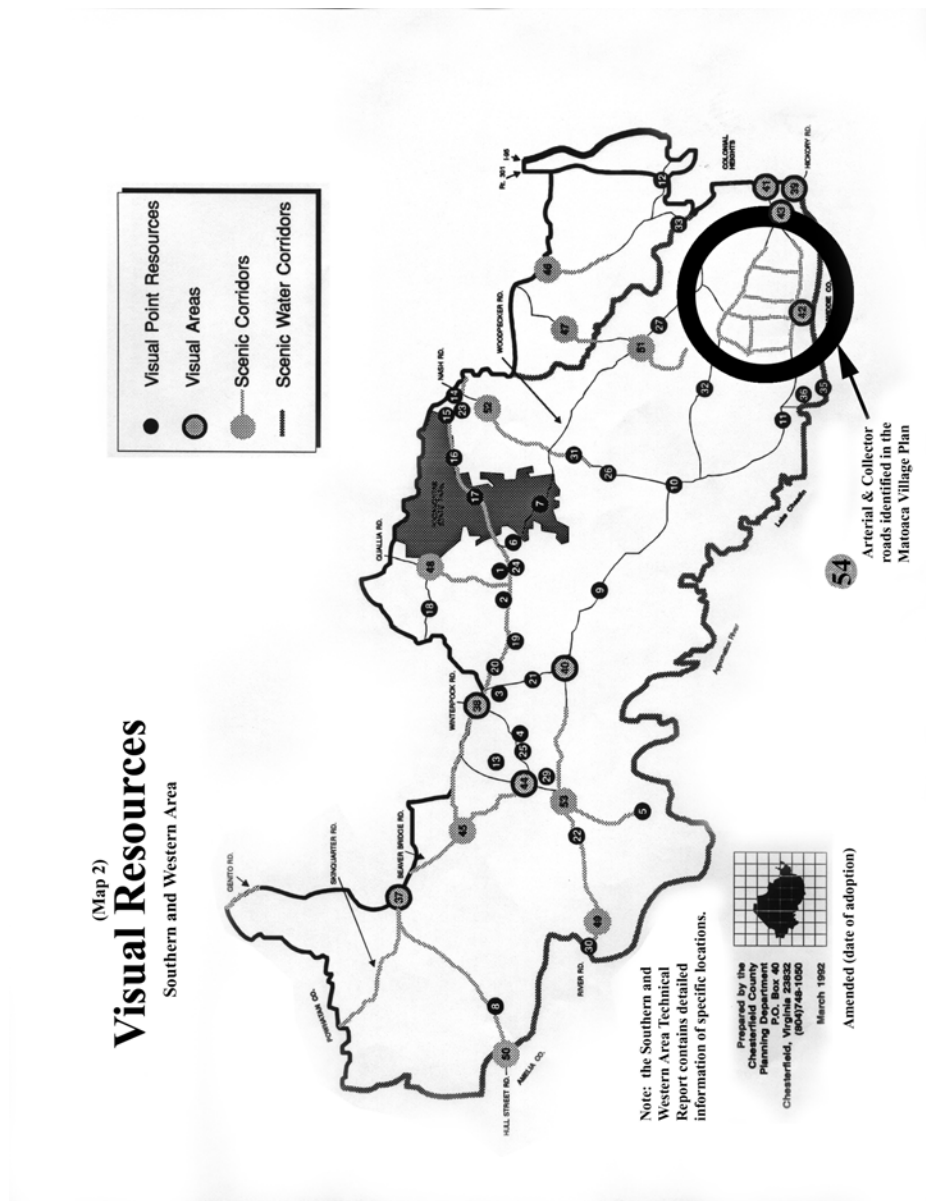 (Map 2)
Visual Resources
Southern and Western Area
Visual Point Resources
Visual Areas
Scenic Corridors
Scenic Water Corridors
GENITO RD.
SKINQUARTER RD.
BEAVER BRIDGE RD.
WINTERPOCK RD.
QUALLA RD.
NASH RD.
WOODPECKER RD.
Rt. 301
I-95
COLONIAL
HEIGHTS
HICKORY RD.
POWHATAN CO.
AMELIA CO.
HULL STREET RD.
RIVER RD.
Appomattox River
Lake Chesdin
1
2
3
4
5
6
7
8
9
10
11
12
13
14
15
16
17
18
19
20
21
22
23
24
25
26
27
29
30
31
32
33
35
36
37
38
39
40
41
42
43
44
45
46
47
48
49
50
51
52
53
54
Arterial & Collector
roads identified in the
Matoaca Village Plan
Note: the Southern and
Western Area Technical
Report contains detailed
information of specific locations.
Prepared by the
Chesterfield County
Planning Department
P.O. Box 40
Chesterfield, Virginia 23832
(804)748-1050
March 1992
Amended (date of adoption)